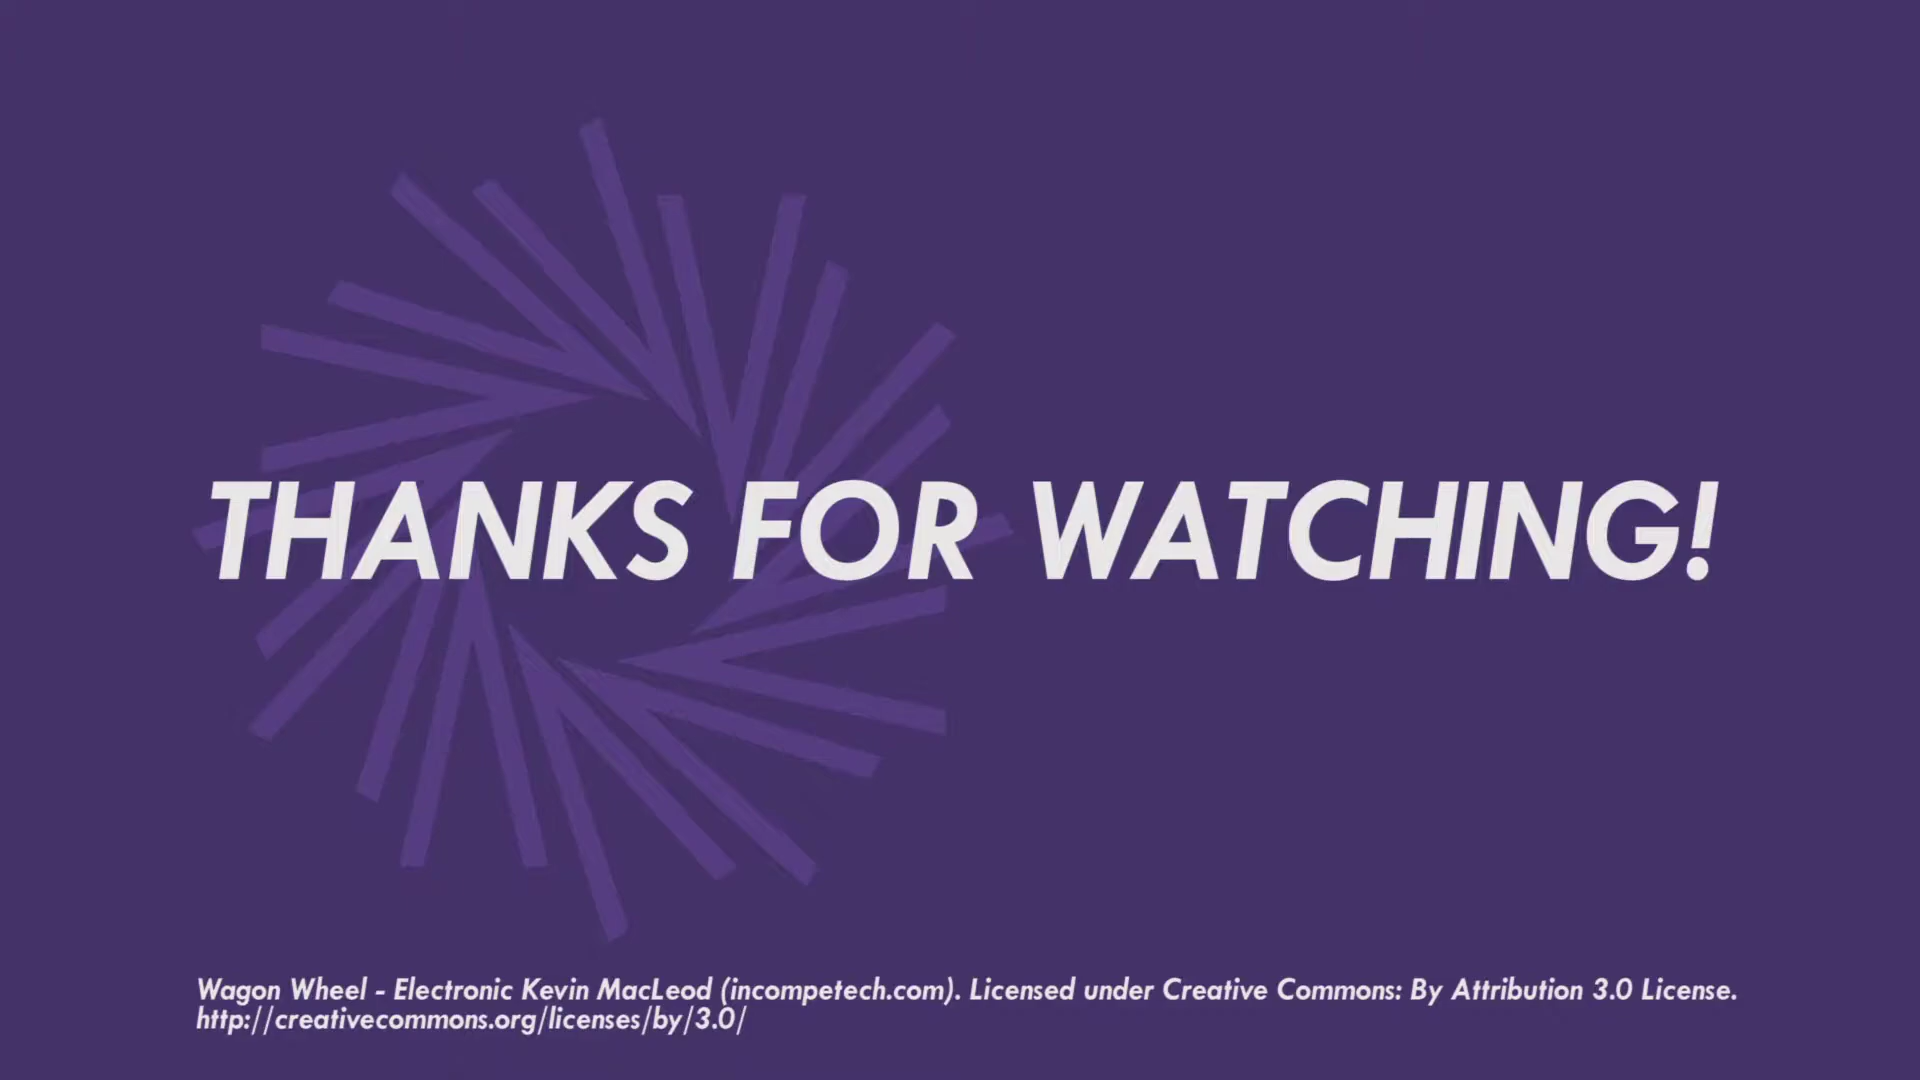 THANKS FOR WATCHING!
Wagon Wheel - Electronic Kevin MacLeod (incompetech.com). Licensed under Creative Commons: By Attribution 3.0 License.
http://creativecommons.org/licenses/by/3.0/